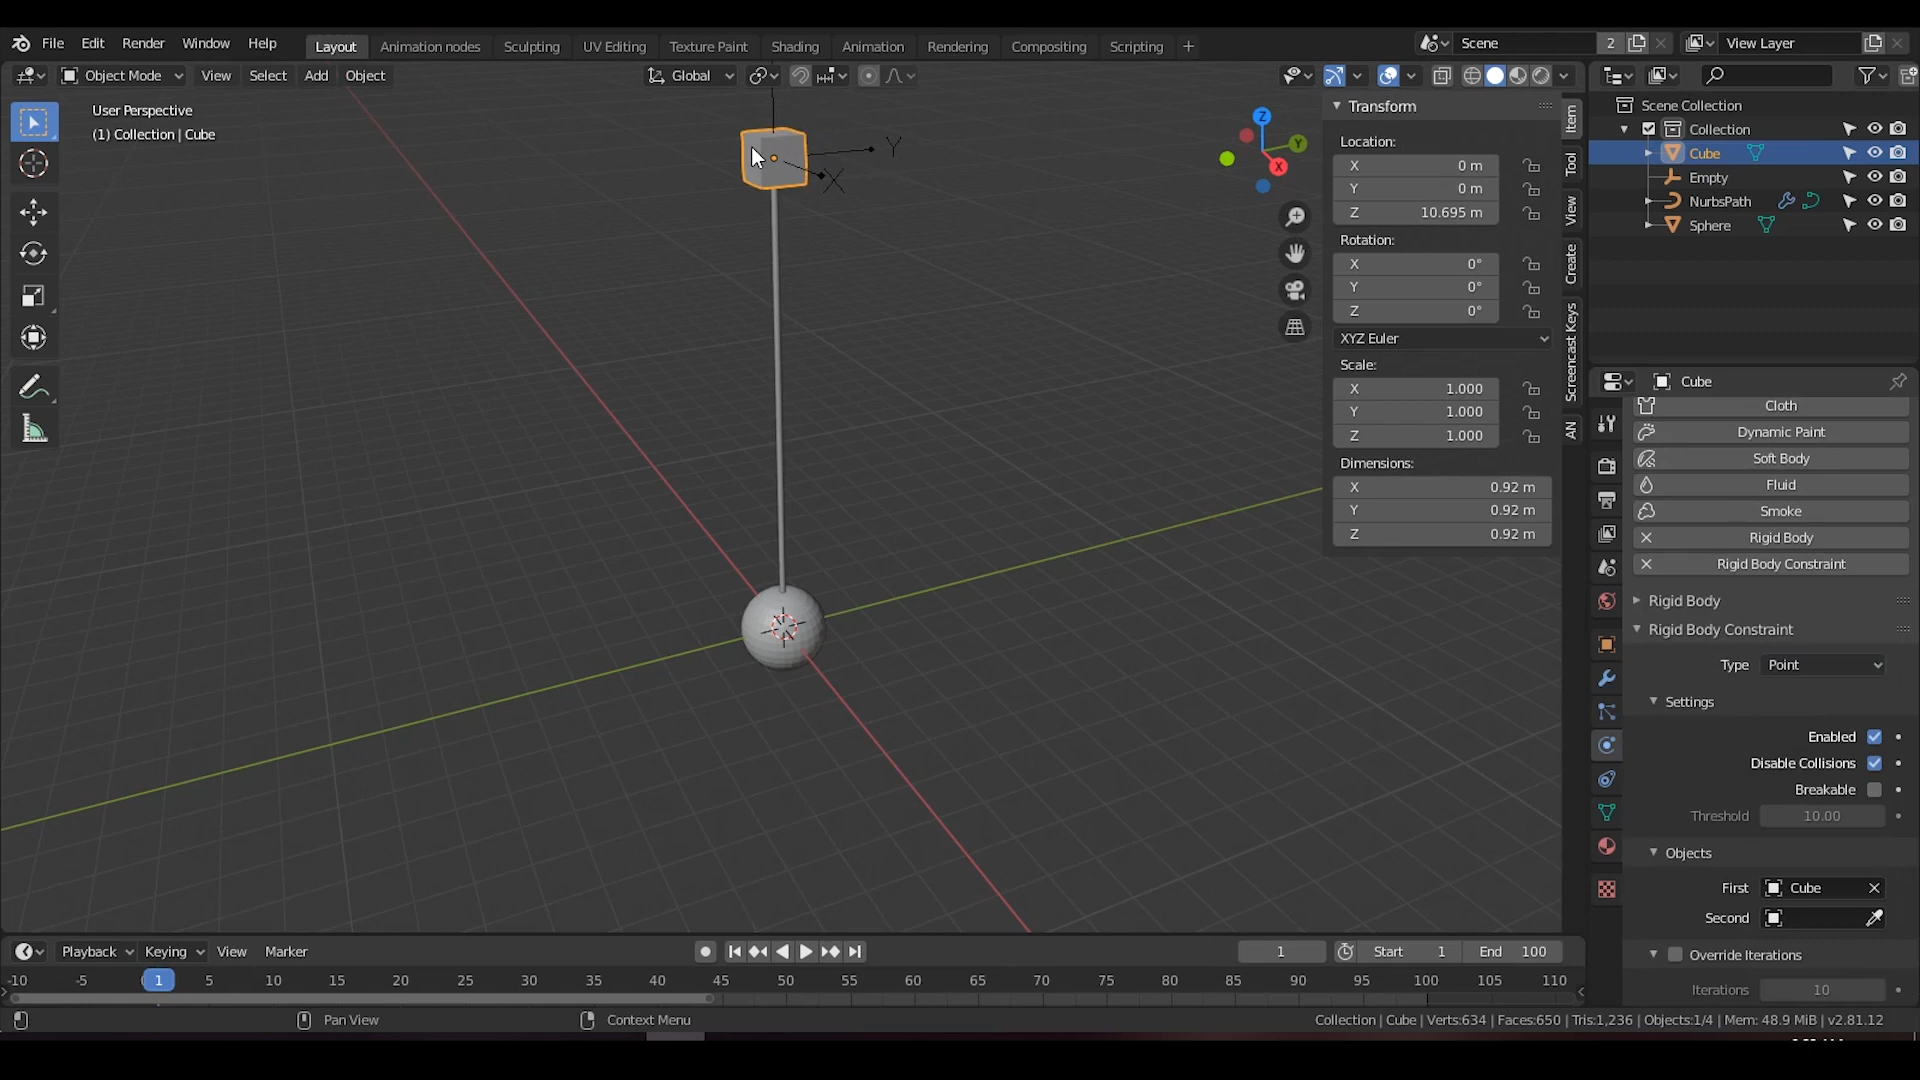 File Edit Render Window Help Layout Animation nodes Sculpting UV Editing Texture Paint Shading Animation Rendering Compositing Scripting + Scene 2 View Layer
Object Mode View Select Add Object Global
User Perspective
(1) Collection | Cube
Y
X
Z
Y
X
Transform
Location:
X 0 m
Y 0 m
Z 10.695 m
Rotation:
X 0°
Y 0°
Z 0°
XYZ Euler
Scale:
X 1.000
Y 1.000
Z 1.000
Dimensions:
X 0.92 m
Y 0.92 m
Z 0.92 m
Item
Tool
View
Create
Screencast Keys
AN
Scene Collection
Collection
Cube
Empty
NurbsPath
Sphere
Cube
Cloth
Dynamic Paint
Soft Body
Fluid
Smoke
Rigid Body
Rigid Body Constraint
Rigid Body
Rigid Body Constraint
Type Point
Settings
Enabled
Disable Collisions
Breakable
Threshold 10.00
Objects
First Cube
Second
Override Iterations
Iterations 10
Playback Keying View Marker 1 Start 1 End 100
-10 -5 1 5 10 15 20 25 30 35 40 45 50 55 60 65 70 75 80 85 90 95 100 105 110
Pan View Context Menu Collection | Cube | Verts:634 | Faces:650 | Tris:1,236 | Objects:1/4 | Mem: 48.9 MiB | v2.81.12